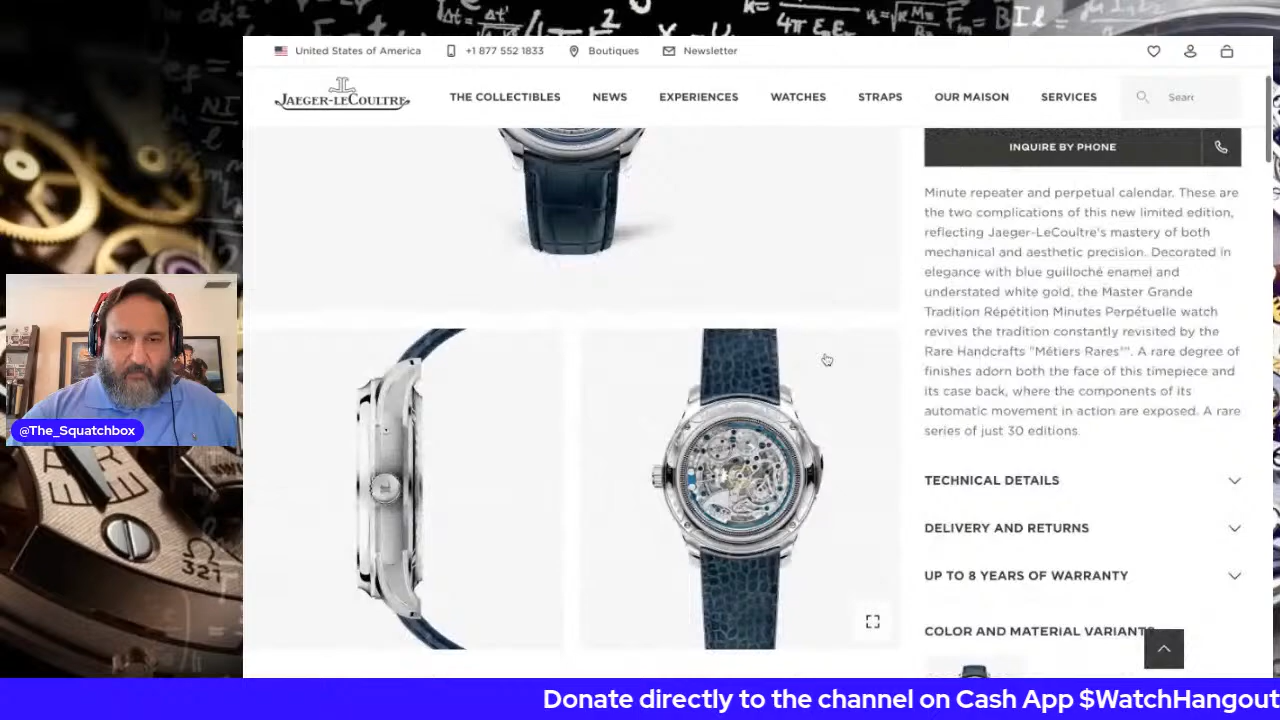 United States of America
+1 877 552 1833
Boutiques
Newsletter
JAEGER-LECOULTRE
THE COLLECTIBLES
NEWS
EXPERIENCES
WATCHES
STRAPS
OUR MAISON
SERVICES
Searc
INQUIRE BY PHONE
Minute repeater and perpetual calendar. These are
the two complications of this new limited edition,
reflecting Jaeger-LeCoultre's mastery of both
mechanical and aesthetic precision. Decorated in
elegance with blue guilloché enamel and
understated white gold, the Master Grande
Tradition Répétition Minutes Perpétuelle watch
revives the tradition constantly revisited by the
Rare Handcrafts "Métiers Rares®". A rare degree of
finishes adorn both the face of this timepiece and
its case back, where the components of its
automatic movement in action are exposed. A rare
series of just 30 editions.
TECHNICAL DETAILS
DELIVERY AND RETURNS
UP TO 8 YEARS OF WARRANTY
COLOR AND MATERIAL VARIANTS
@The_Squatchbox
Ω
321
Donate directly to the channel on Cash App $WatchHangout